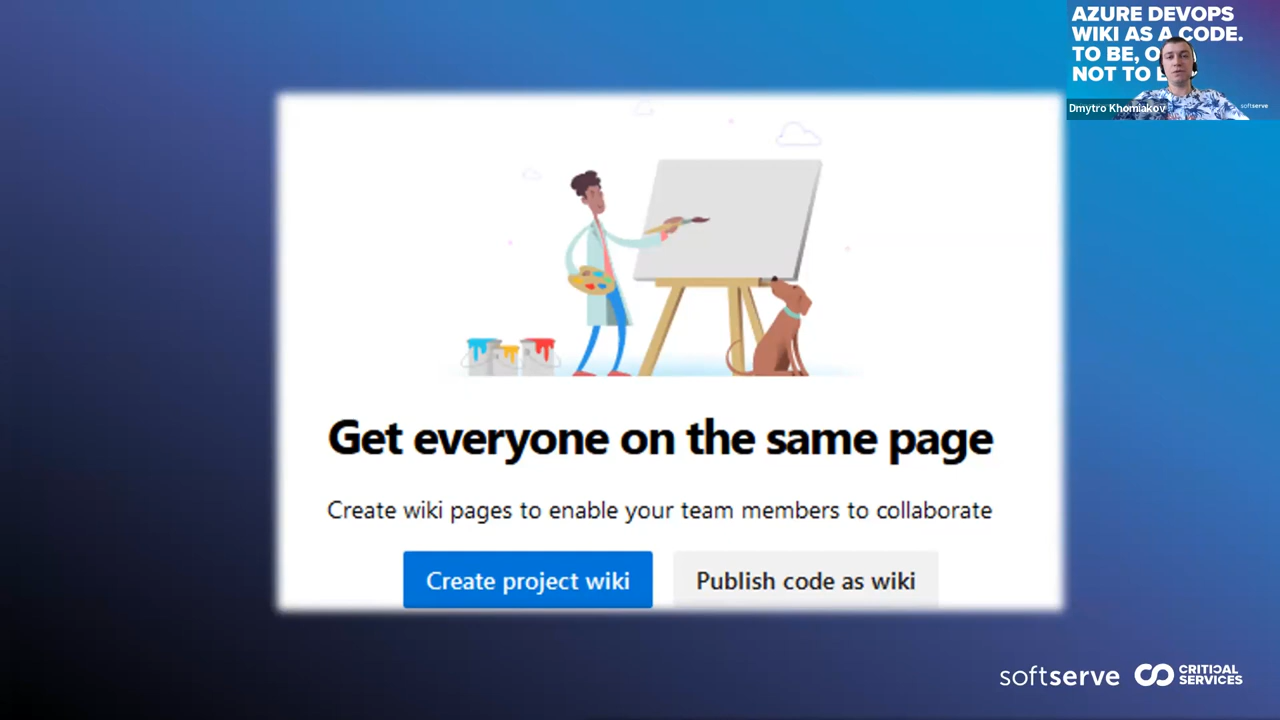 AZURE DEVOPS
WIKI AS A CODE.
TO BE, O
NOT TO
Dmytro Khomiakov
softserve
Get everyone on the same page
Create wiki pages to enable your team members to collaborate
Create project wiki
Publish code as wiki
softserve
CRITICAL
SERVICES